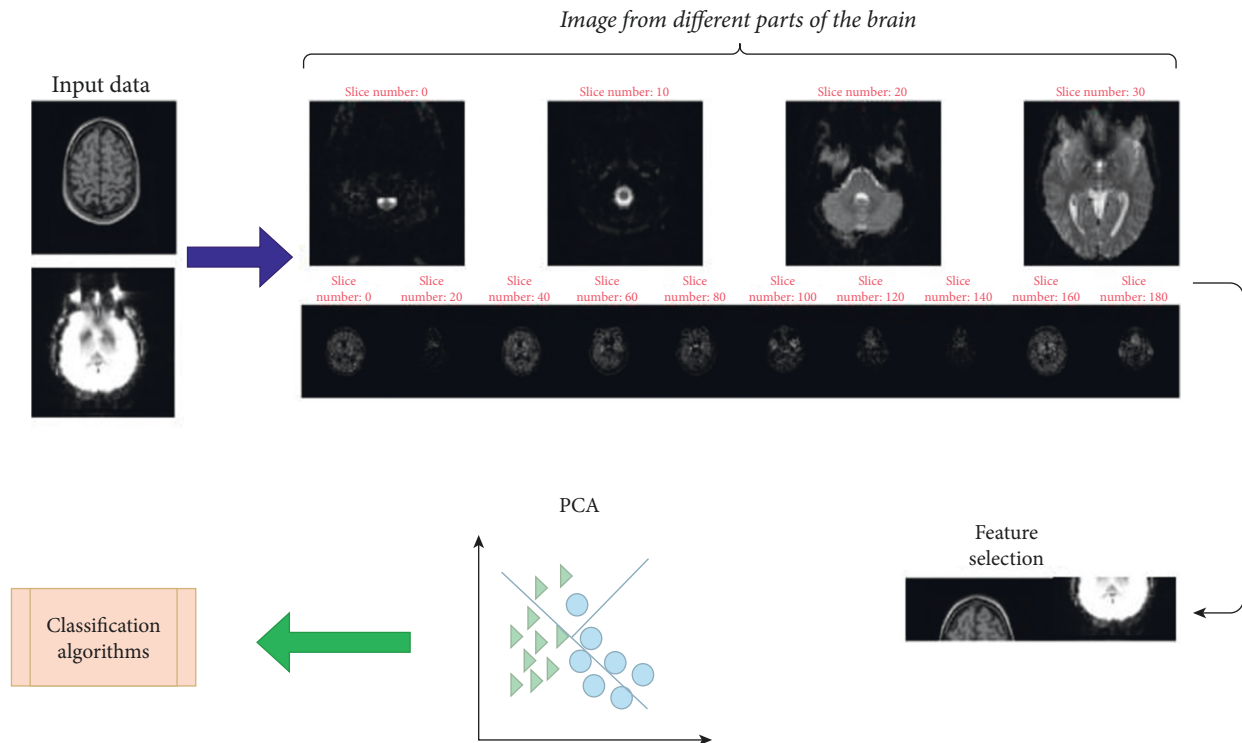 Image from different parts of the brain
Input data
Slice number: 0
Slice number: 10
Slice number: 20
Slice number: 30
Slice
number: 0
Slice
number: 20
Slice
number: 40
Slice
number: 60
Slice
number: 80
Slice
number: 100
Slice
number: 120
Slice
number: 140
Slice
number: 160
Slice
number: 180
PCA
Feature
selection
Classification
algorithms